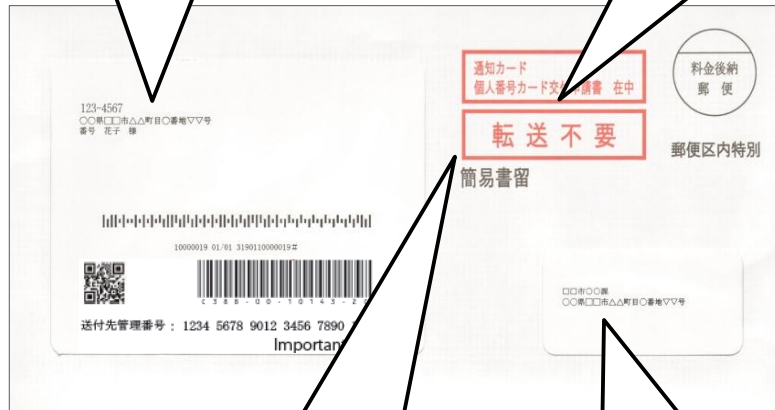 123-4567
○○県□□市△△町目○番地▽▽号
番号 花子 様
10000019 01/01 3190110000019#
送付先管理番号： 1234 5678 9012 3456 7890
通知カード
個人番号カード交付申請書 在中
転送不要
簡易書留
料金後納
郵 便
郵便区内特別
□□市○○課
○○県□□市△△町目○番地▽▽号